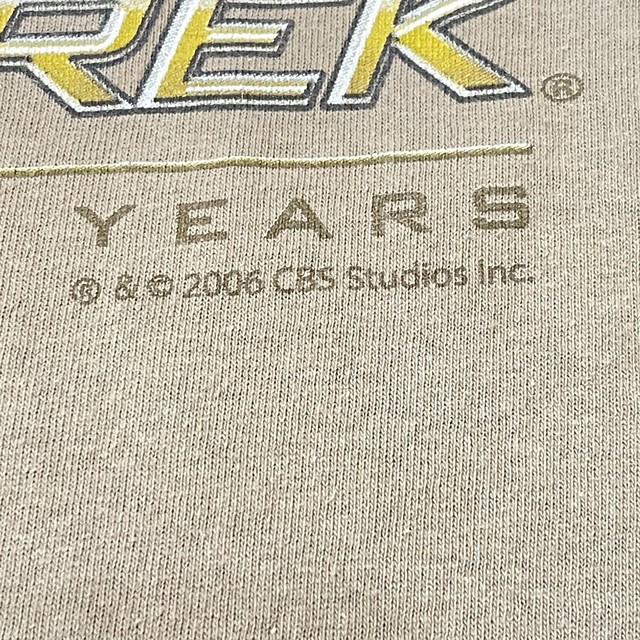 REK®
YEARS
® & © 2006 CBS Studios Inc.